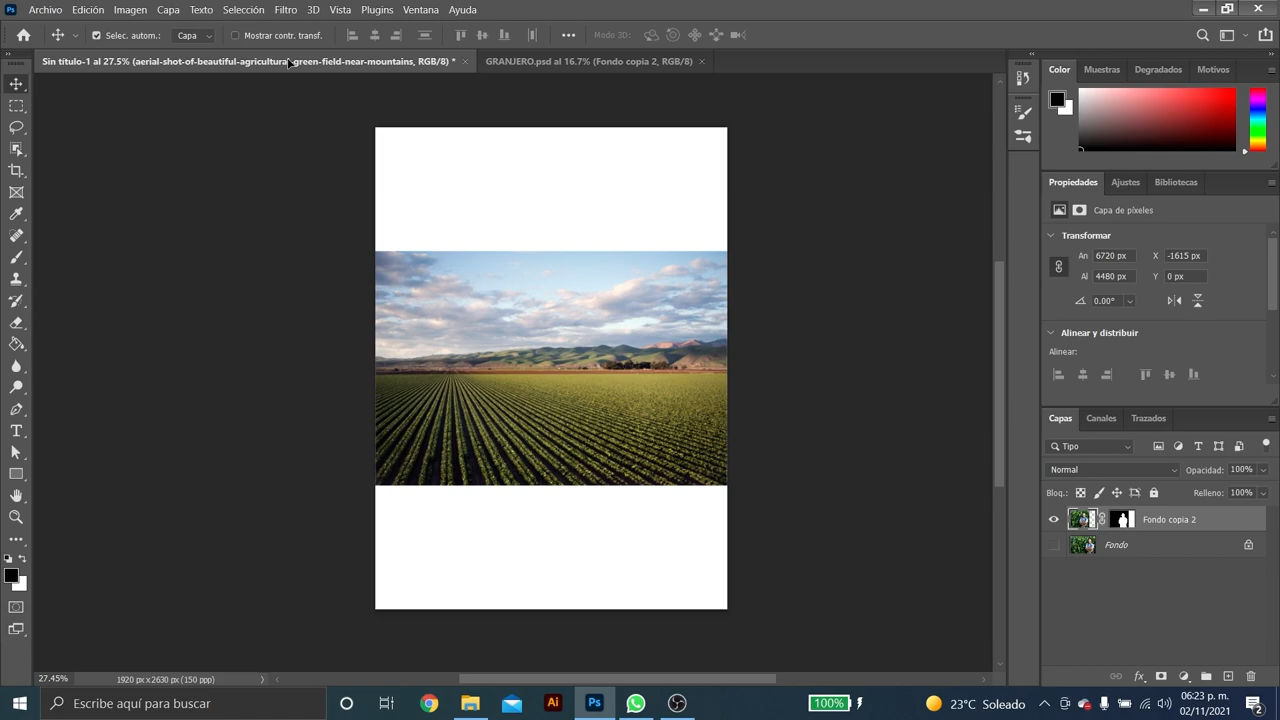 Ps Archivo Edición Imagen Capa Texto Selección Filtro 3D Vista Plugins Ventana Ayuda
Selec. autom.: Capa Mostrar contr. transf. Modo 3D:
Sin título-1 al 27.5% (aerial-shot-of-beautiful-agricultural-green-field-near-mountains, RGB/8) * GRANJERO.psd al 16.7% (Fondo copia 2, RGB/8)
Color Muestras Degradados Motivos
Propiedades Ajustes Bibliotecas
Capa de píxeles
Transformar
An 6720 px X -1615 px
Al 4480 px Y 0 px
0.00°
Alinear y distribuir
Alinear:
Capas Canales Trazados
Tipo
Normal Opacidad: 100%
Bloq.: Relleno: 100%
Fondo copia 2
Fondo
27.45% 1920 px x 2630 px (150 ppp)
Escribe aquí para buscar Ai Ps 100% 23°C Soleado 06:23 p. m.
02/11/2021 2